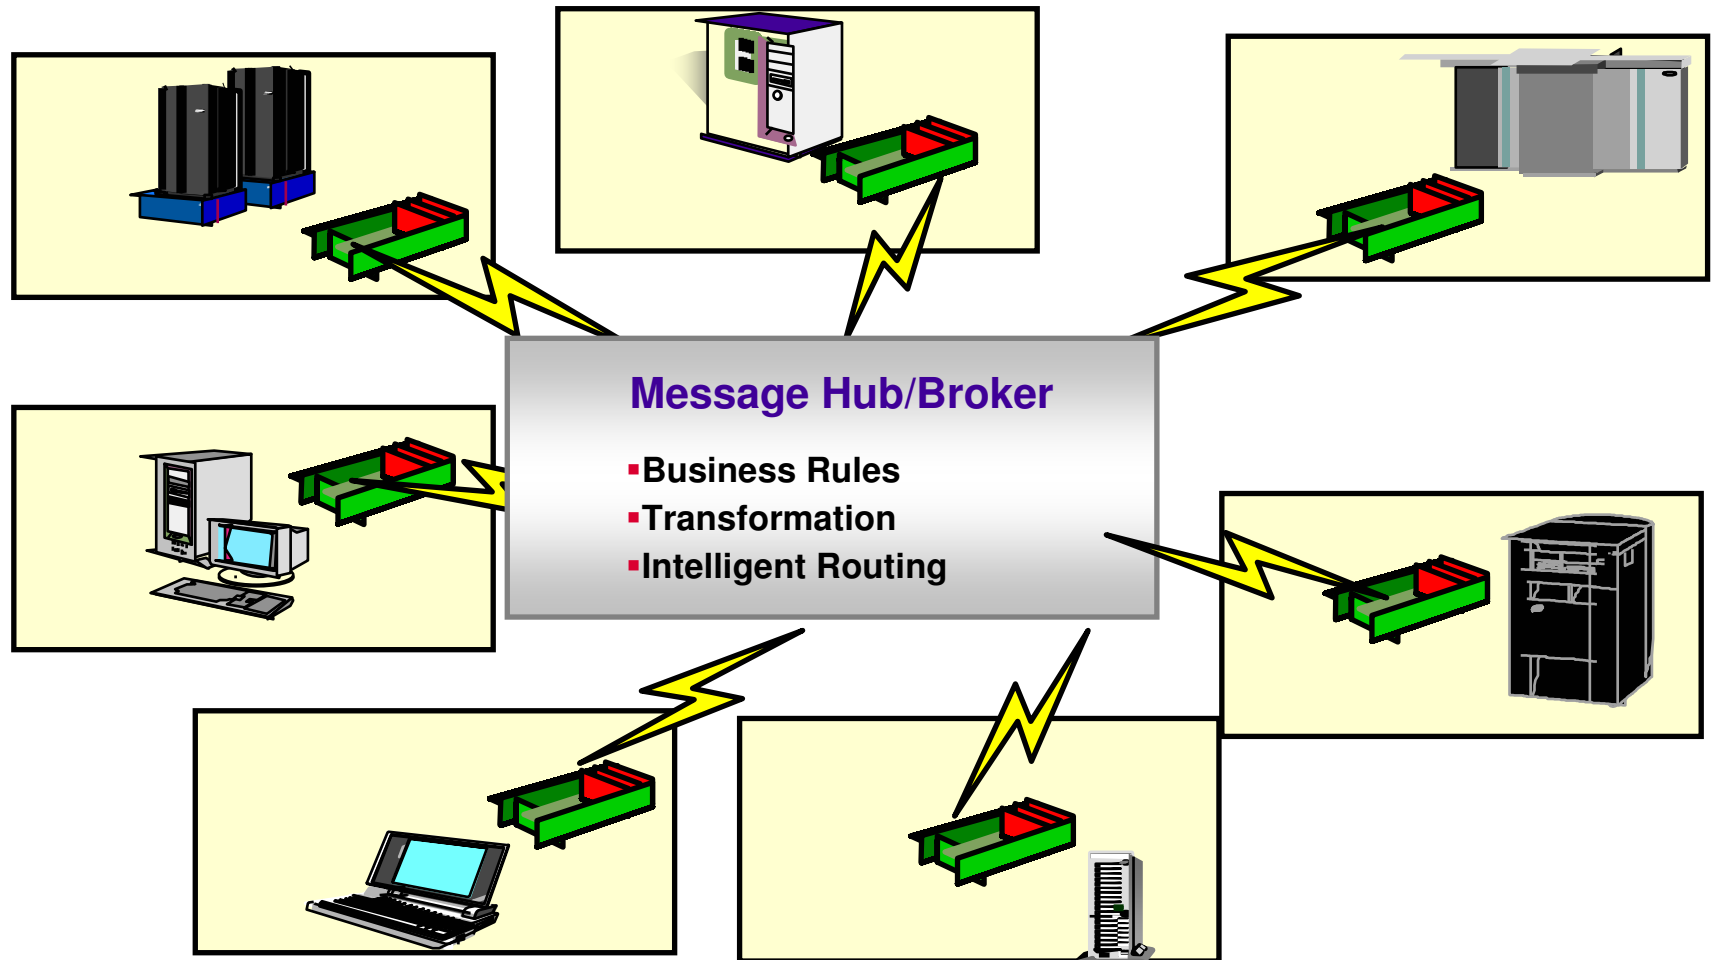 Message Hub/Broker
▪Business Rules
▪Transformation
▪Intelligent Routing